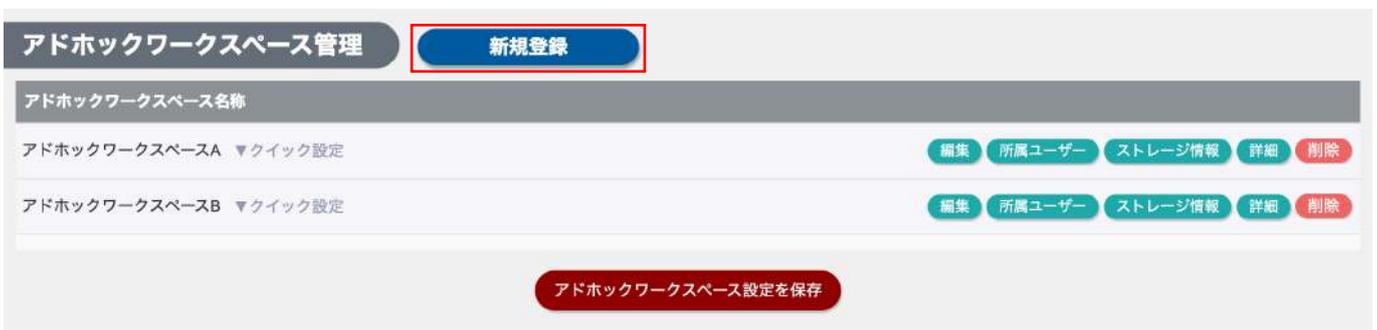 アドホックワークスペース管理 新規登録
アドホックワークスペース名称
アドホックワークスペースA ▼クイック設定 編集 所属ユーザー ストレージ情報 詳細 削除
アドホックワークスペースB ▼クイック設定 編集 所属ユーザー ストレージ情報 詳細 削除
アドホックワークスペース設定を保存